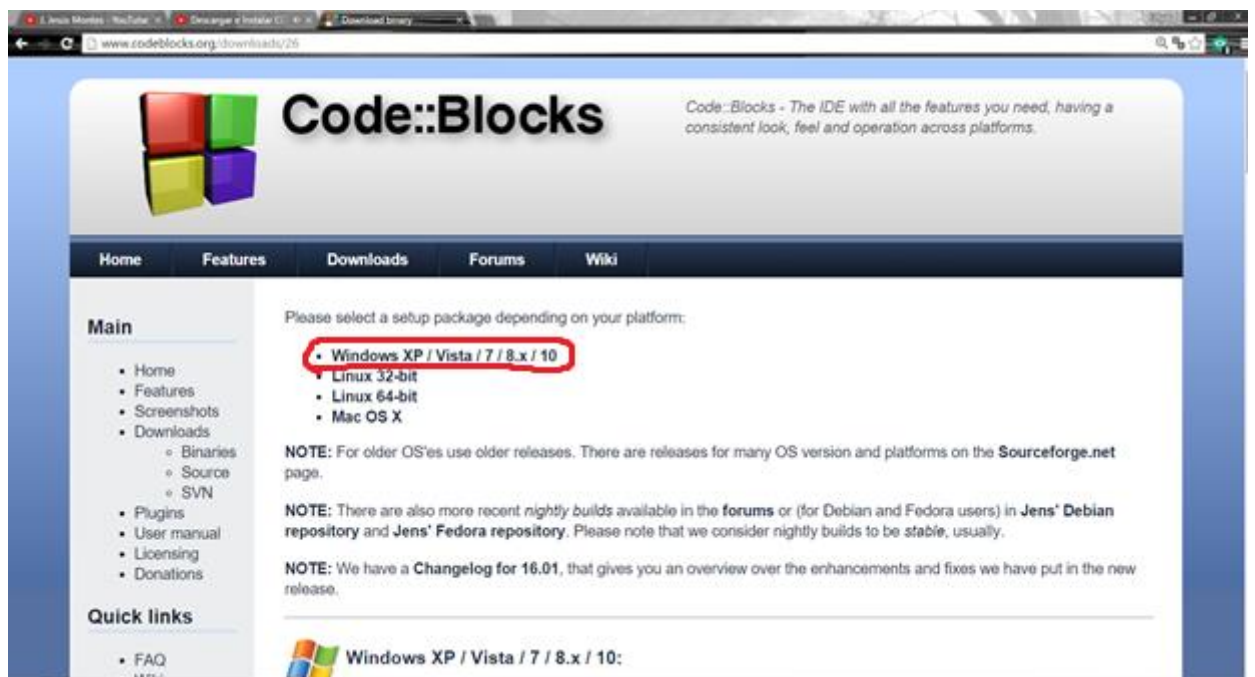 J. Jesús Montes - YouTube
Descargar e Instalar
Download binary
www.codeblocks.org/downloads/26
Code::Blocks
Code::Blocks - The IDE with all the features you need, having a
consistent look, feel and operation across platforms.
Home Features Downloads Forums Wiki
Please select a setup package depending on your platform:
Main
• Windows XP / Vista / 7 / 8.x / 10
• Linux 32-bit
• Linux 64-bit
• Mac OS X
• Home
• Features
• Screenshots
• Downloads
Binaries
Source
SVN
• Plugins
• User manual
• Licensing
• Donations
NOTE: For older OS'es use older releases. There are releases for many OS version and platforms on the Sourceforge.net
page.
NOTE: There are also more recent nightly builds available in the forums or (for Debian and Fedora users) in Jens' Debian
repository and Jens' Fedora repository. Please note that we consider nightly builds to be stable, usually.
NOTE: We have a Changelog for 16.01, that gives you an overview over the enhancements and fixes we have put in the new
release.
Quick links
• FAQ
Windows XP / Vista / 7 / 8.x / 10: